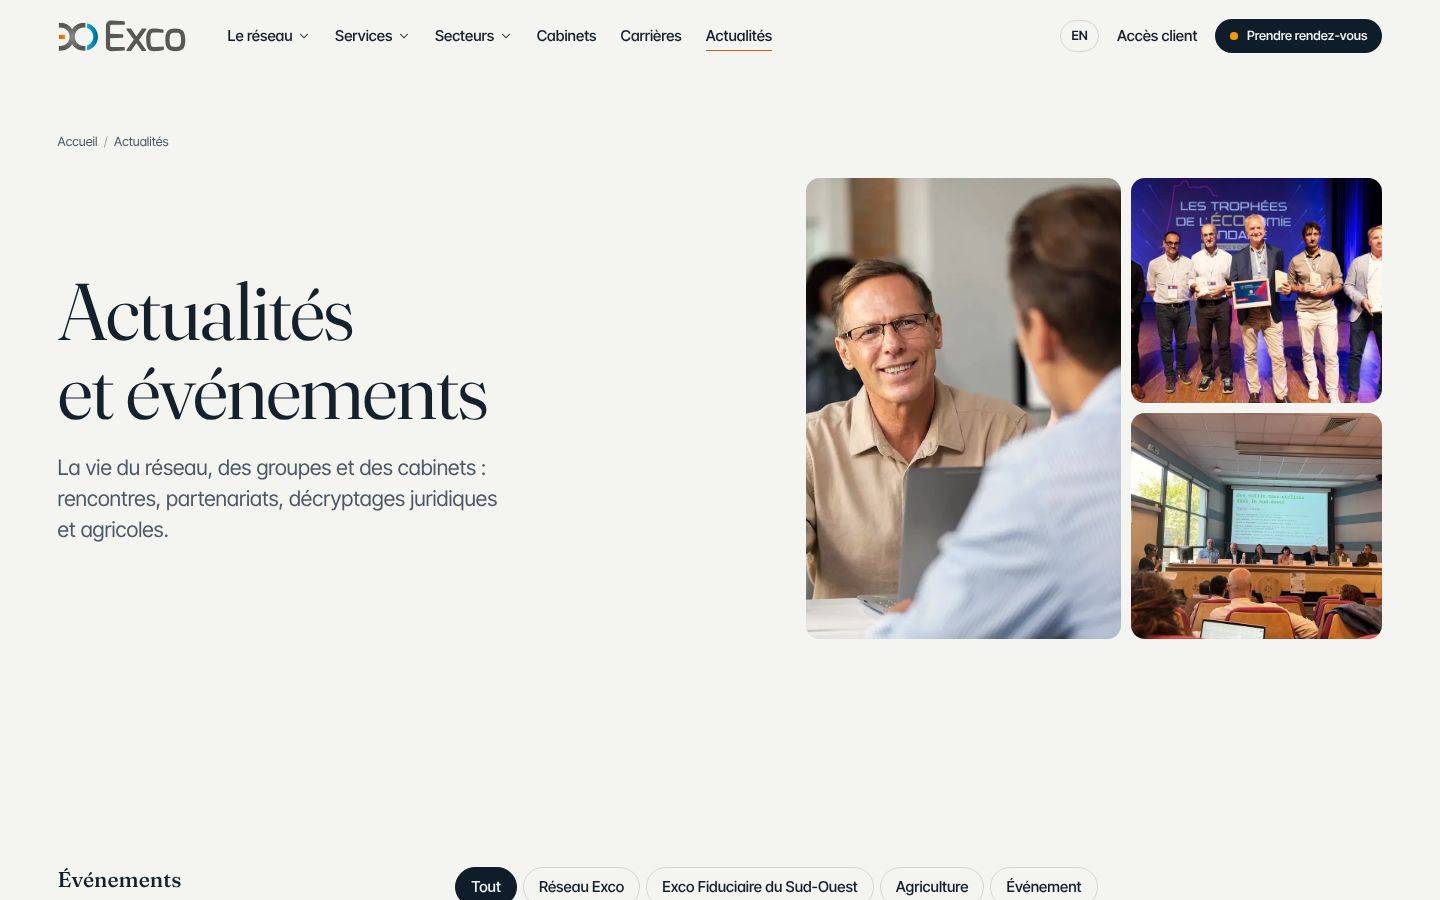 Exco
Le réseau
Services
Secteurs
Cabinets
Carrières
Actualités
EN
Accès client
Prendre rendez-vous
Accueil / Actualités
LES TROPHÉES
DE L'ÉCONOMIE
Actualités
et événements
La vie du réseau, des groupes et des cabinets :
rencontres, partenariats, décryptages juridiques
et agricoles.
Événements
Tout
Réseau Exco
Exco Fiduciaire du Sud-Ouest
Agriculture
Événement